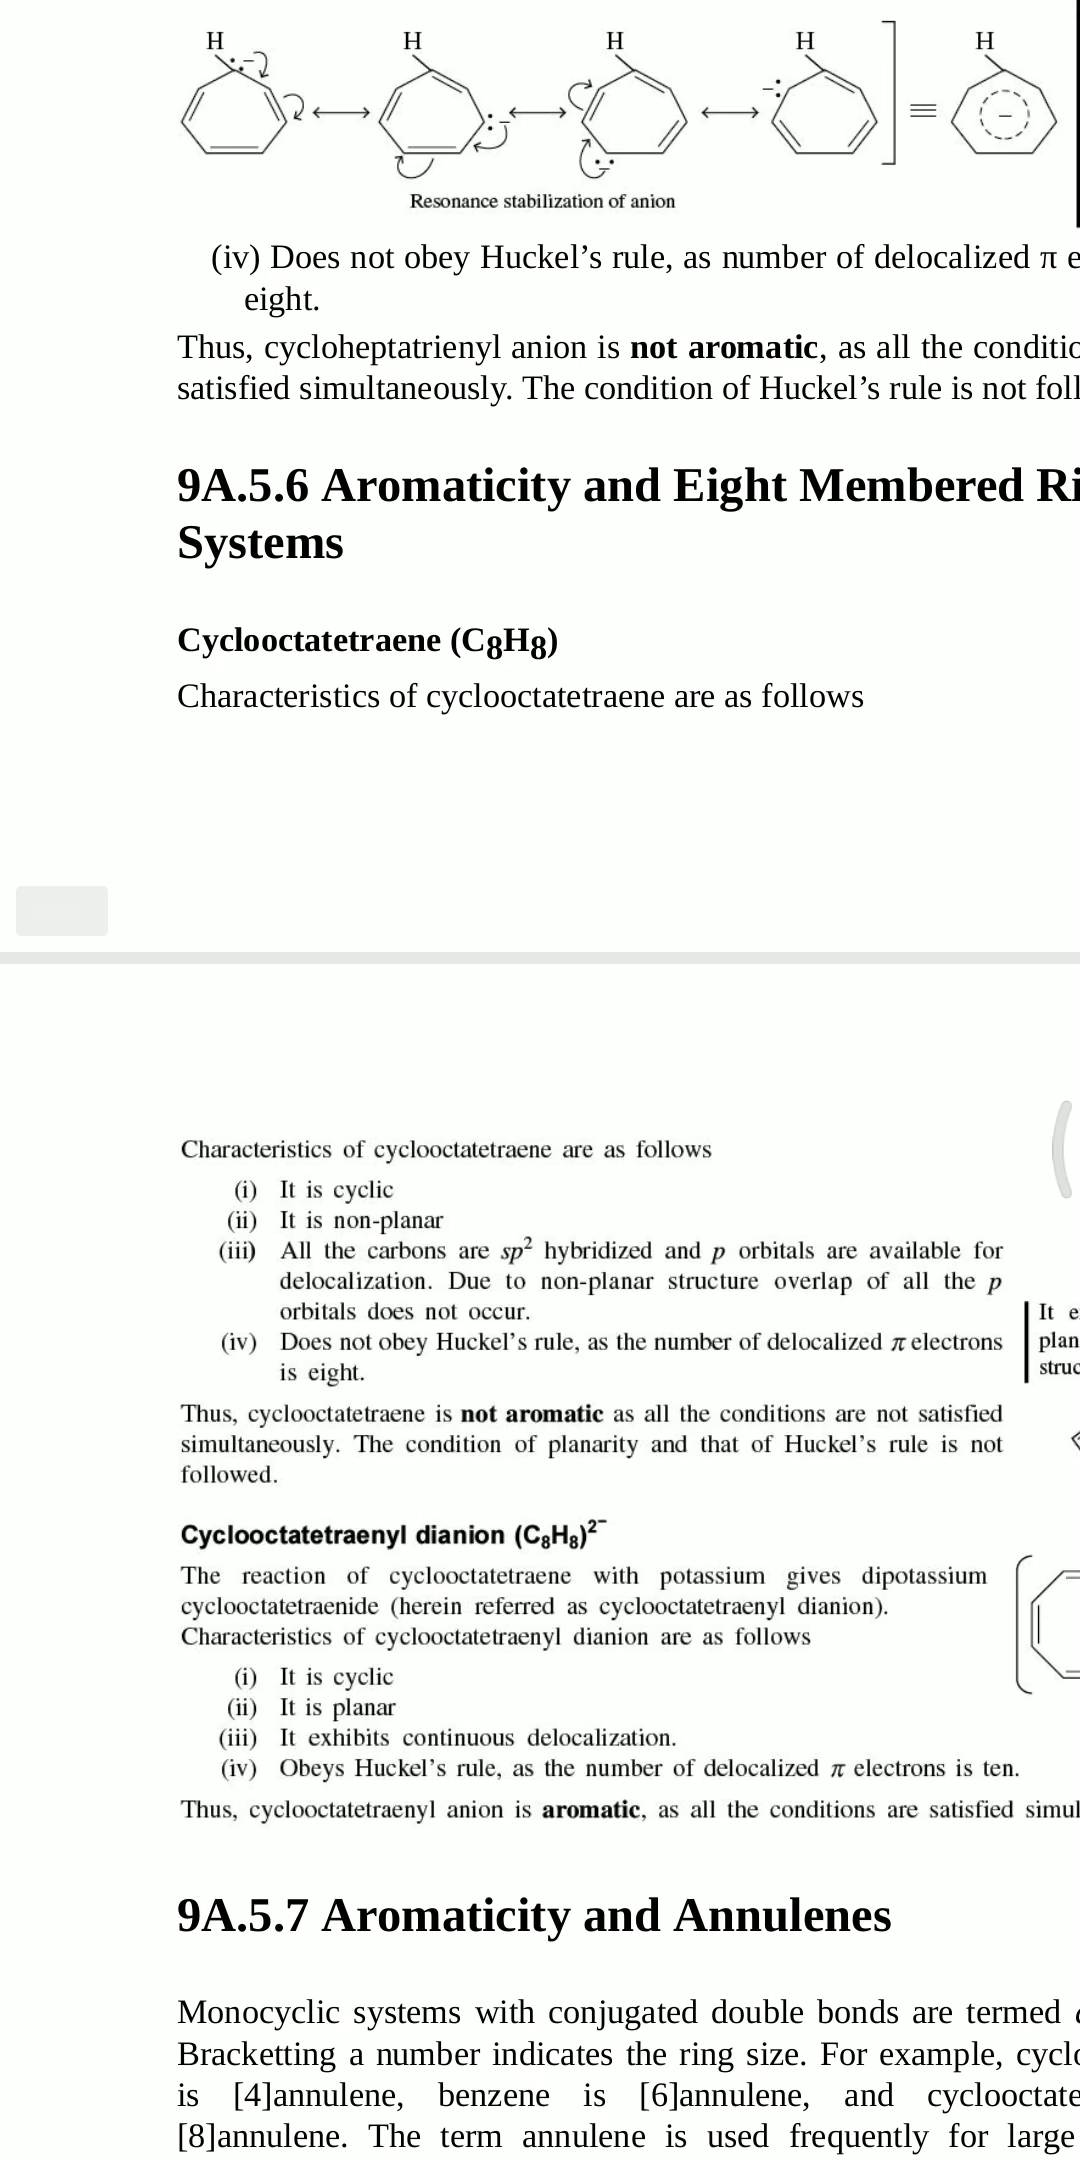 H H H H H
Resonance stabilization of anion
(iv) Does not obey Huckel’s rule, as number of delocalized π
eight.
Thus, cycloheptatrienyl anion is not aromatic, as all the
satisfied simultaneously. The condition of Huckel’s rule is not
9A.5.6 Aromaticity and Eight Membered
Systems
Cyclooctatetraene (C8H8)
Characteristics of cyclooctatetraene are as follows
Characteristics of cyclooctatetraene are as follows
(i) It is cyclic
(ii) It is non-planar
(iii) All the carbons are sp² hybridized and p orbitals are available for
delocalization. Due to non-planar structure overlap of all the p
orbitals does not occur.
It
(iv) Does not obey Huckel’s rule, as the number of delocalized π electrons
plan
is eight.
struc
Thus, cyclooctatetraene is not aromatic as all the conditions are not satisfied
simultaneously. The condition of planarity and that of Huckel’s rule is not
followed.
Cyclooctatetraenyl dianion (C8H8)²⁻
The reaction of cyclooctatetraene with potassium gives dipotassium
cyclooctatetraenide (herein referred as cyclooctatetraenyl dianion).
Characteristics of cyclooctatetraenyl dianion are as follows
(i) It is cyclic
(ii) It is planar
(iii) It exhibits continuous delocalization.
(iv) Obeys Huckel’s rule, as the number of delocalized π electrons is ten.
Thus, cyclooctatetraenyl anion is aromatic, as all the conditions are satisfied simul
9A.5.7 Aromaticity and Annulenes
Monocyclic systems with conjugated double bonds are termed
Bracketting a number indicates the ring size. For example, cyclo
is [4]annulene, benzene is [6]annulene, and cyclooctate
[8]annulene. The term annulene is used frequently for large